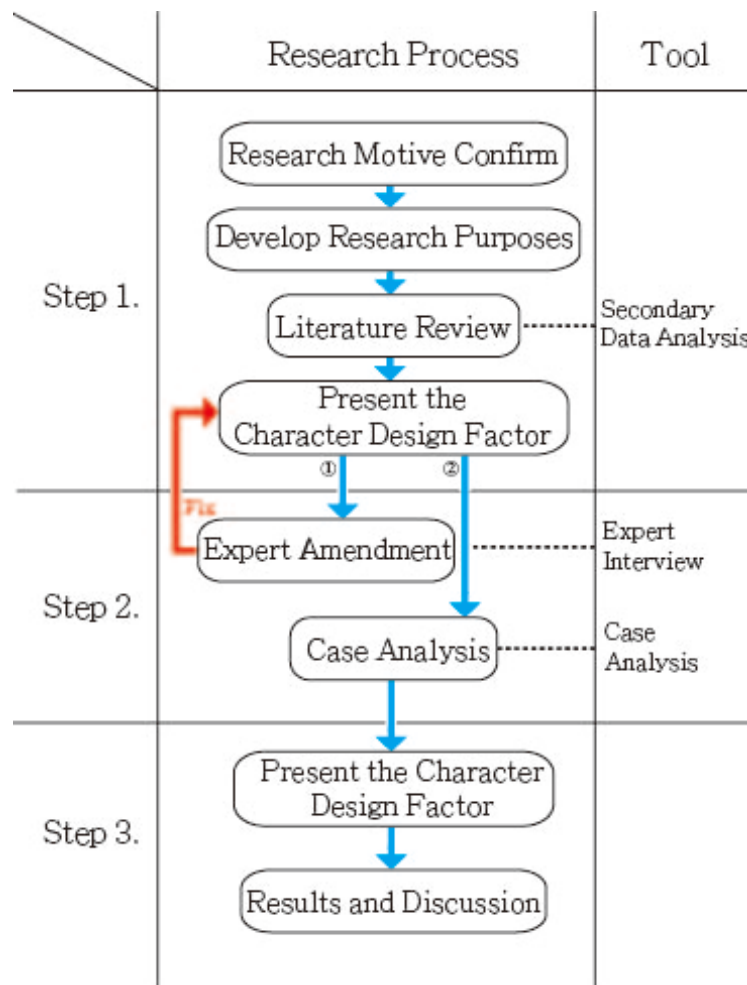 Research Process
Tool
Step 1.
Research Motive Confirm
Develop Research Purposes
Literature Review
Secondary
Data Analysis
Present the
Character Design Factor
①
②
Fix
Step 2.
Expert Amendment
Expert
Interview
Case Analysis
Case
Analysis
Step 3.
Present the Character
Design Factor
Results and Discussion